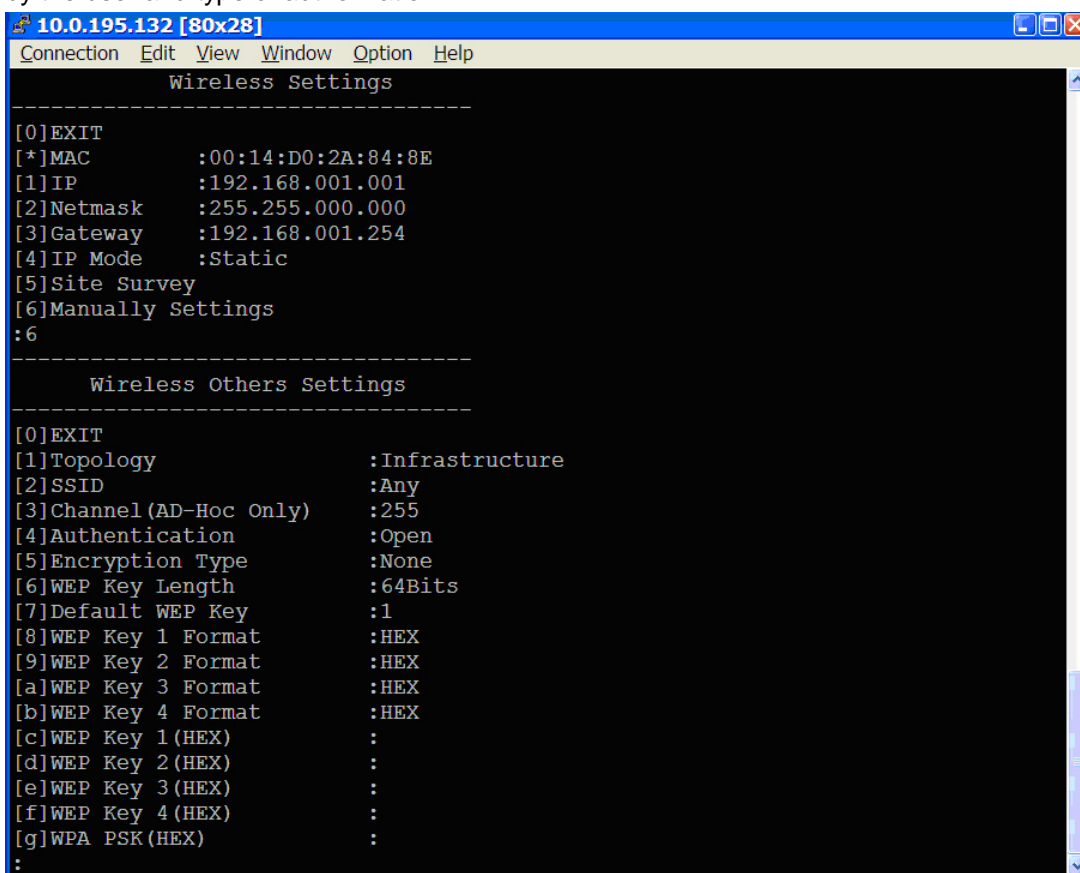 10.0.195.132 [80x28]
Connection Edit View Window Option Help
Wireless Settings
-----------------------------------
[0]EXIT
[*]MAC :00:14:D0:2A:84:8E
[1]IP :192.168.001.001
[2]Netmask :255.255.000.000
[3]Gateway :192.168.001.254
[4]IP Mode :Static
[5]Site Survey
[6]Manually Settings
:6
-----------------------------------
Wireless Others Settings
-----------------------------------
[0]EXIT
[1]Topology :Infrastructure
[2]SSID :Any
[3]Channel(AD-Hoc Only) :255
[4]Authentication :Open
[5]Encryption Type :None
[6]WEP Key Length :64Bits
[7]Default WEP Key :1
[8]WEP Key 1 Format :HEX
[9]WEP Key 2 Format :HEX
[a]WEP Key 3 Format :HEX
[b]WEP Key 4 Format :HEX
[c]WEP Key 1(HEX) :
[d]WEP Key 2(HEX) :
[e]WEP Key 3(HEX) :
[f]WEP Key 4(HEX) :
[g]WPA PSK(HEX) :
: